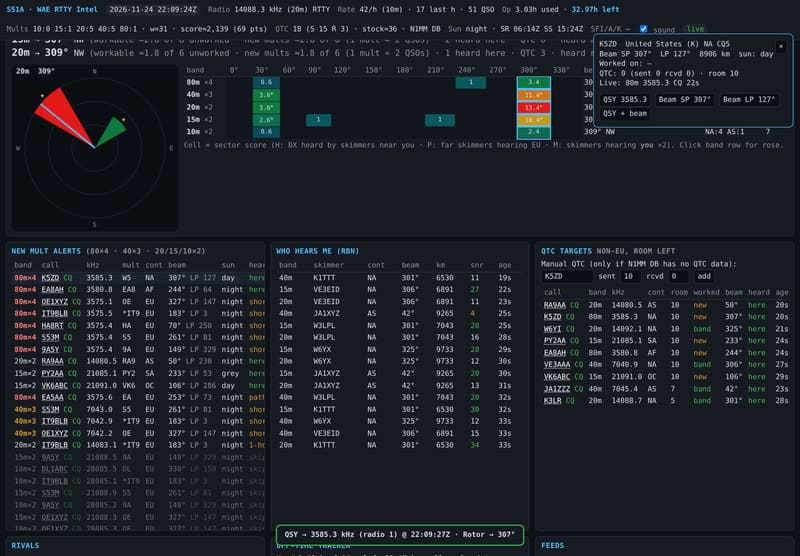 S51A · WAE RTTY Intel 2026-11-24 22:09:24Z Radio 14088.3 kHz (20m) RTTY Rate 42/h (10m) · 17 last h · 51 QSO Op 3.03h used · 32.97h left
Mults 10:0 15:1 20:5 40:5 80:1 · w=31 · score=2,139 (69 pts) QTC 18 (S 15 R 3) · stock=36 · N1MM DB Sun night · SR 06:14Z SS 15:25Z SFI/A/K — sound live
20m → 309° NW (workable ≈1.8 of 6 unworked · new mults ≈1.8 of 6 (1 mult = 2 QSOs) · 1 heard here · QTC 3 · heard
K5ZD United States (K) NA CQ5 ×
Beam SP 307° LP 127° 8906 km sun: day
Worked on: —
QTC: 0 (sent 0 rcvd 0) · room 10
Live: 80m 3585.3 CQ 22s
QSY 3585.3 Beam SP 307° Beam LP 127°
QSY + beam
20m 309°
N
W
E
S
band 0° 30° 60° 90° 120° 150° 180° 210° 240° 270° 300° 330°
80m ×4 0.6 1 3.4
40m ×3 3.6* 11.4*
20m ×2 3.6* 13.4*
15m ×2 2.6* 1 1 10.4*
10m ×2 0.6 2.4 309° NW NA:4 AS:1 7
Cell = sector score (H: DX heard by skimmers near you · P: far skimmers hearing EU · M: skimmers hearing you ×2). Click band row for rose.
NEW MULT ALERTS (80×4 · 40×3 · 20/15/10×2)
band call kHz mult cont beam sun hear
80m×4 K5ZD CQ 3585.3 W5 NA 307° LP 127 day here
80m×4 EA8AH CQ 3580.8 EA8 AF 244° LP 64 night here
80m×4 OE1XYZ CQ 3575.1 OE EU 327° LP 147 night shor
80m×4 IT9BLB CQ 3575.5 *IT9 EU 183° LP 3 night shor
80m×4 HA8RT CQ 3575.4 HA EU 70° LP 250 night shor
80m×4 S53M CQ 3575.4 S5 EU 261° LP 81 night shor
80m×4 9A5Y CQ 3575.4 9A EU 329° LP 149 night shor
20m×2 RA9AA CQ 14080.5 RA9 AS 50° LP 230 night here
15m×2 PY2AA CQ 21085.1 PY2 SA 233° LP 53 grey here
15m×2 VK6ABC CQ 21091.0 VK6 OC 106° LP 286 day here
80m×4 EA5AA CQ 3575.6 EA EU 253° LP 73 night path
40m×3 S53M CQ 7043.0 S5 EU 261° LP 81 night shor
40m×3 IT9BLB CQ 7042.9 *IT9 EU 183° LP 3 night shor
40m×3 OE1XYZ CQ 7042.2 OE EU 327° LP 147 night shor
20m×2 IT9BLB CQ 14083.1 *IT9 EU 183° LP 3 night 1-ho
15m×2 9A5Y CQ 21088.5 9A EU 329° LP 149 night skip
10m×2 DL1ABC CQ 28085.5 DL EU 330° LP 150 night skip
10m×2 IT9BLB CQ 28089.1 *IT9 EU 183° LP 3 night skip
10m×2 S53M CQ 28088.9 S5 EU 261° LP 81 night skip
10m×2 9A5Y CQ 28085.2 9A EU 329° LP 149 night skip
10m×2 OE1XYZ CQ 28088.3 OE EU 327° LP 147 night skip
WHO HEARS ME (RBN)
band skimmer cont beam km snr age
40m K1TTT NA 301° 6530 11 19s
15m VE3EID NA 306° 6891 27 22s
20m VE3EID NA 306° 6891 11 23s
40m JA1XYZ AS 42° 9265 4 25s
15m W3LPL NA 301° 7043 28 25s
20m W3LPL NA 301° 7043 16 28s
15m W6YX NA 325° 9733 28 29s
20m W6YX NA 325° 9733 12 30s
15m JA1XYZ AS 42° 9265 20 30s
20m JA1XYZ AS 42° 9265 13 31s
40m W3LPL NA 301° 7043 20 32s
15m K1TTT NA 301° 6530 30 32s
40m W6YX NA 325° 9733 12 33s
40m VE3EID NA 306° 6891 15 33s
20m K1TTT NA 301° 6530 34 33s
QTC TARGETS NON-EU, ROOM LEFT
Manual QTC (only if N1MM DB has no QTC data):
K5ZD sent 10 rcvd 0 add
call band kHz cont room worked beam heard age
RA9AA CQ 20m 14080.5 AS 10 new 50° here 20s
K5ZD CQ 80m 3585.3 NA 10 new 307° here 20s
W6YI CQ 20m 14092.1 NA 10 band 325° here 21s
PY2AA CQ 15m 21085.1 SA 10 new 233° here 24s
EA8AH CQ 80m 3580.8 AF 10 new 244° here 24s
VE3AAA CQ 40m 7040.9 NA 10 band 306° here 27s
VK6ABC CQ 15m 21091.0 OC 10 new 106° here 29s
JA1ZZZ CQ 40m 7045.4 AS 7 band 42° here 23s
K3LR CQ 20m 14088.7 NA 5 band 301° here 28s
QSY → 3585.3 kHz (radio 1) @ 22:09:27Z · Rotor → 307°
RIVALS
FEEDS